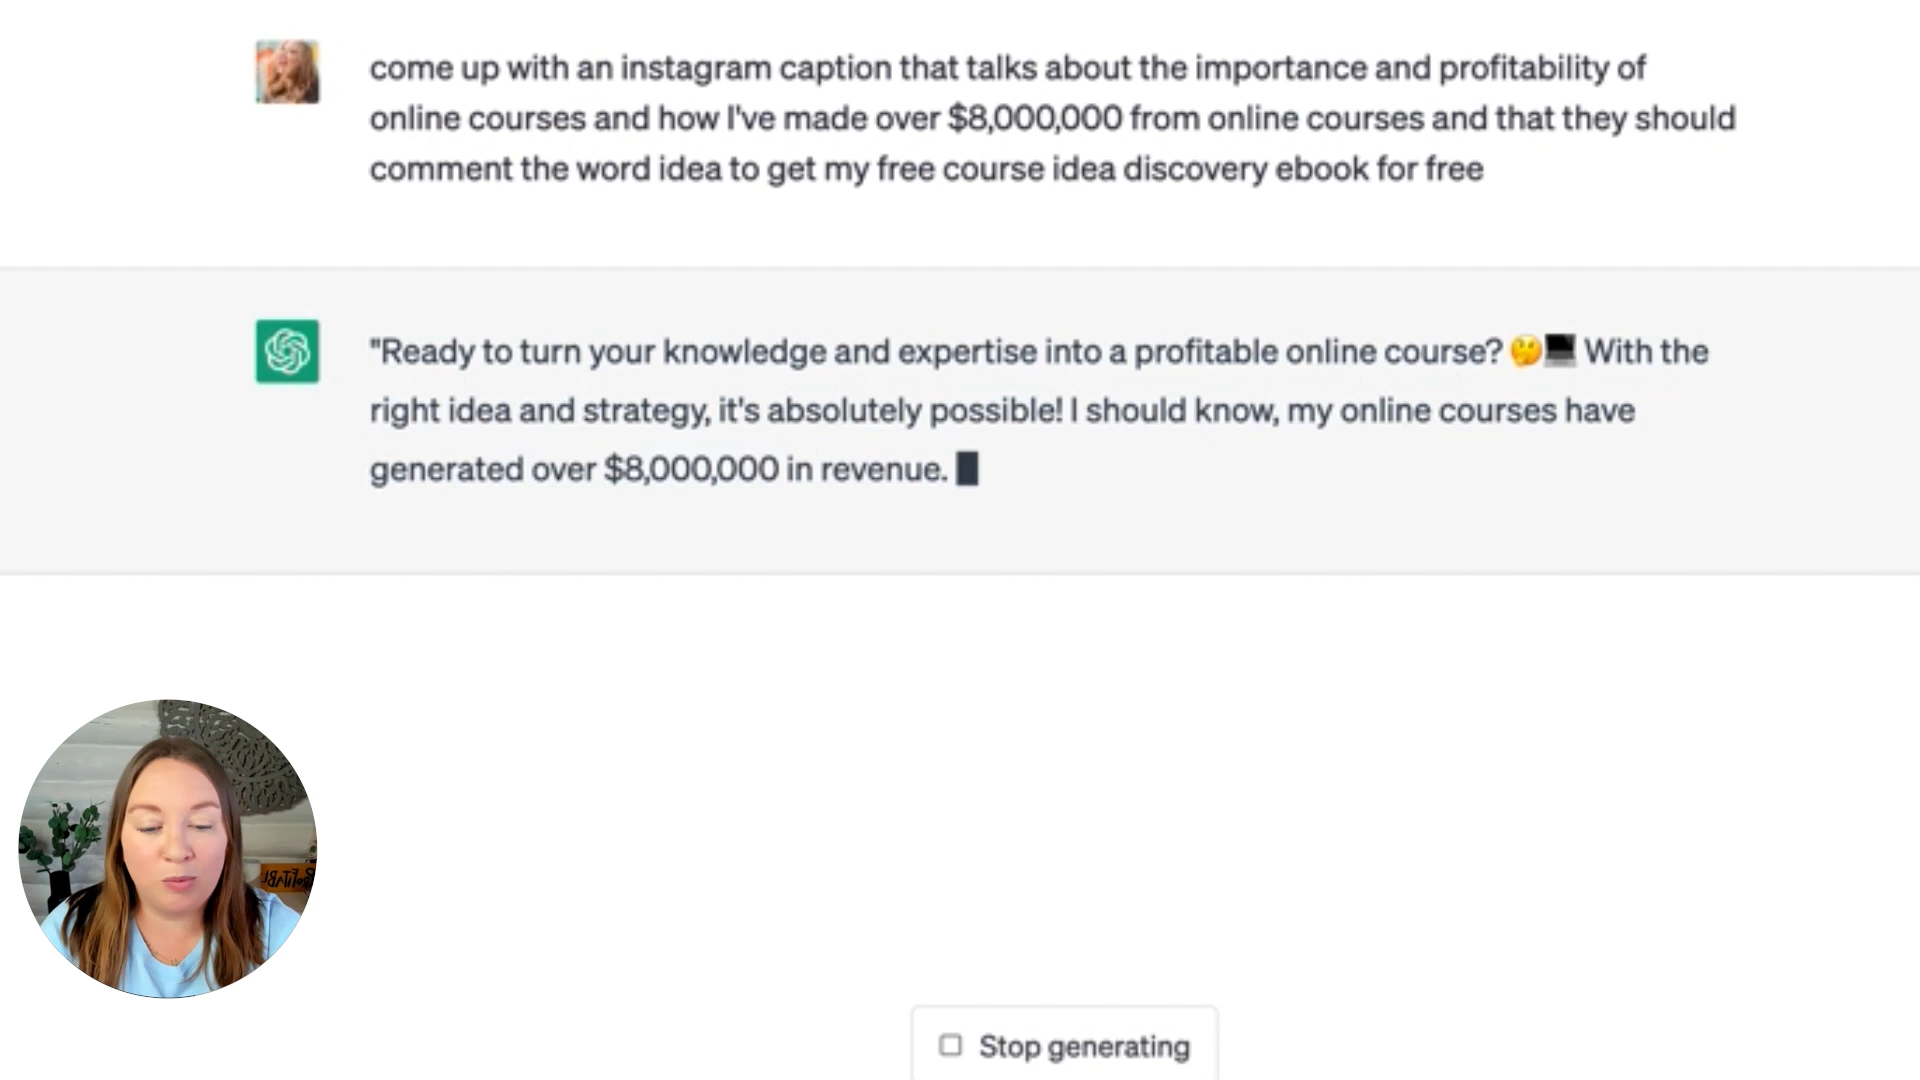 come up with an instagram caption that talks about the importance and profitability of
online courses and how I've made over $8,000,000 from online courses and that they should
comment the word idea to get my free course idea discovery ebook for free
"Ready to turn your knowledge and expertise into a profitable online course? 🤔💻 With the
right idea and strategy, it's absolutely possible! I should know, my online courses have
generated over $8,000,000 in revenue.
Stop generating